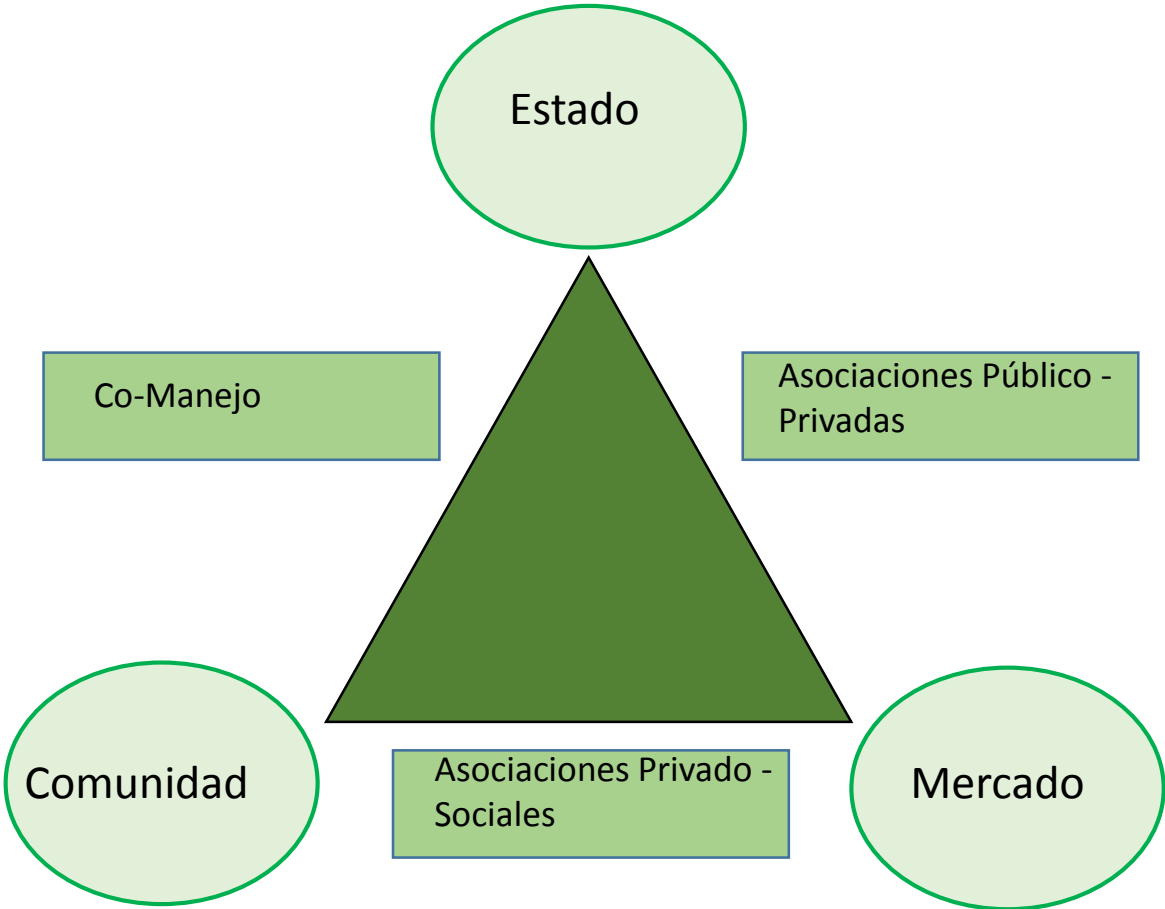 Estado
Co-Manejo
Asociaciones Público -
Privadas
Comunidad
Asociaciones Privado -
Sociales
Mercado